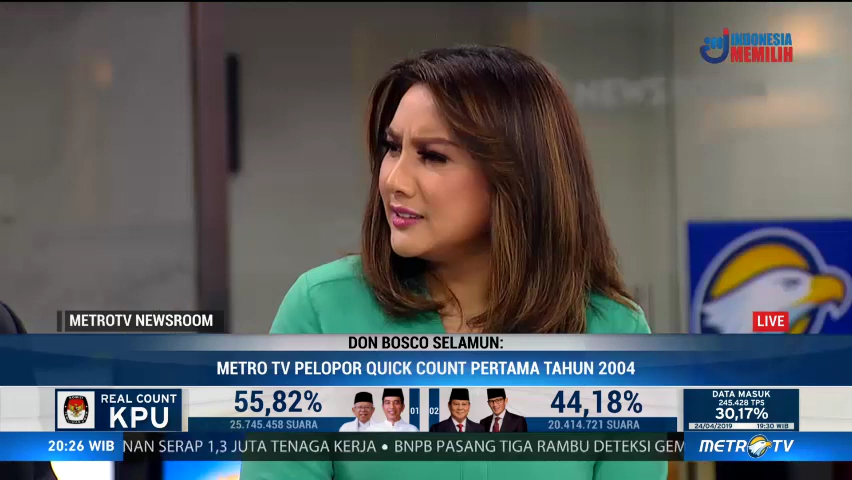 INDONESIA
MEMILIH
NEWS
METROTV NEWSROOM
LIVE
DON BOSCO SELAMUN:
METRO TV PELOPOR QUICK COUNT PERTAMA TAHUN 2004
KPU
REAL COUNT
KPU
55,82%
25.745.458 SUARA
01
02
44,18%
20.414.721 SUARA
DATA MASUK
245.428 TPS
30,17%
24/04/2019 19:30 WIB
20:26 WIB
NAN SERAP 1,3 JUTA TENAGA KERJA • BNPB PASANG TIGA RAMBU DETEKSI GEM
METRO TV